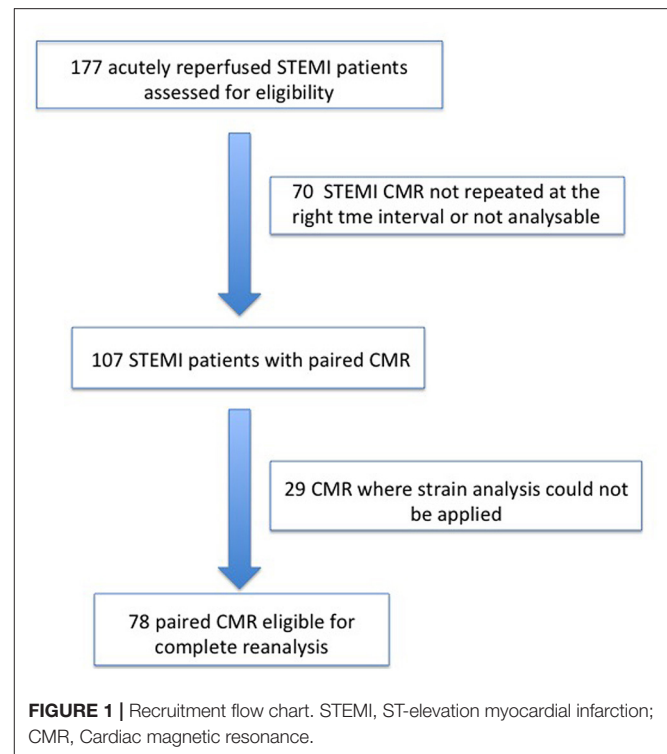 177 acutely reperfused STEMI patients
assessed for eligibility
70 STEMI CMR not repeated at the
right tme interval or not analysable
107 STEMI patients with paired CMR
29 CMR where strain analysis could not
be applied
78 paired CMR eligible for
complete reanalysis
FIGURE 1 | Recruitment flow chart. STEMI, ST-elevation myocardial infarction;
CMR, Cardiac magnetic resonance.